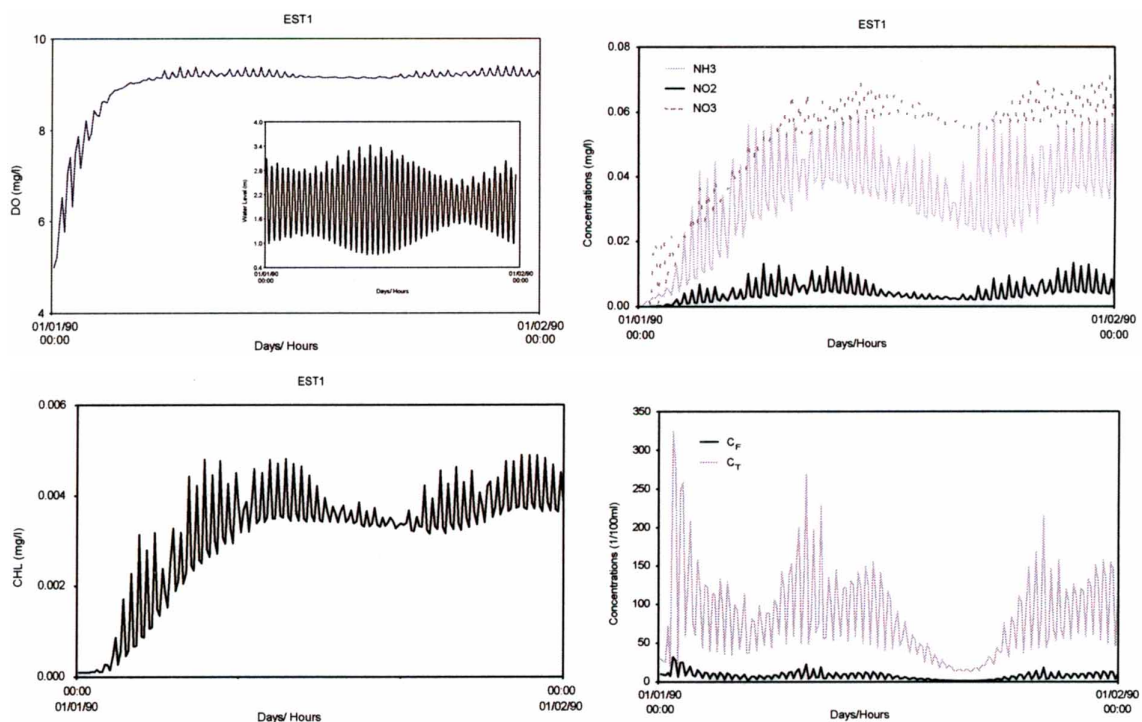 EST1
10
8
6
4
DO (mg/l)
4.0
3.4
2.8
2.2
1.6
1.0
0.4
Water Level (m)
01/01/90
00:00
01/02/90
00:00
Days/ Hours
01/01/90
00:00
01/02/90
00:00
Days/ Hours
EST1
0.08
0.06
0.04
0.02
0.00
Concentrations (mg/l)
NH3
NO2
NO3
01/01/90
00:00
01/02/90
00:00
Days/Hours
EST1
0.006
0.004
0.002
0.000
CHL (mg/l)
00:00
01/01/90
00:00
01/02/90
Days/ Hours
350
300
250
200
150
100
50
0
Concentrations (1/100ml)
CF
CT
01/01/90
00:00
01/02/90
00:00
Days/Hours